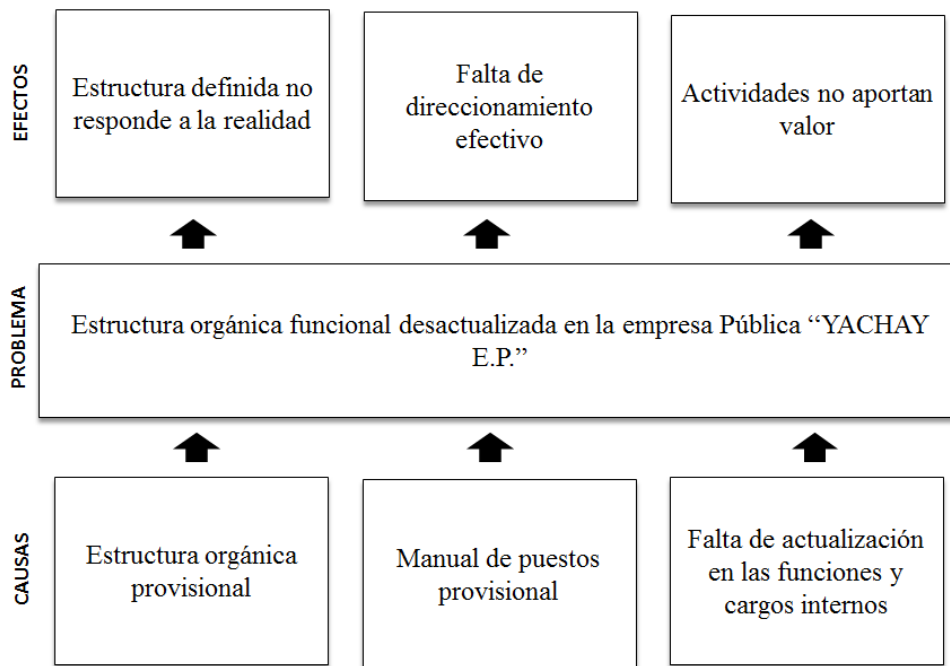 EFECTOS
Estructura definida no
responde a la realidad
Falta de
direccionamiento
efectivo
Actividades no aportan
valor
PROBLEMA
Estructura orgánica funcional desactualizada en la empresa Pública “YACHAY
E.P.”
CAUSAS
Estructura orgánica
provisional
Manual de puestos
provisional
Falta de actualización
en las funciones y
cargos internos